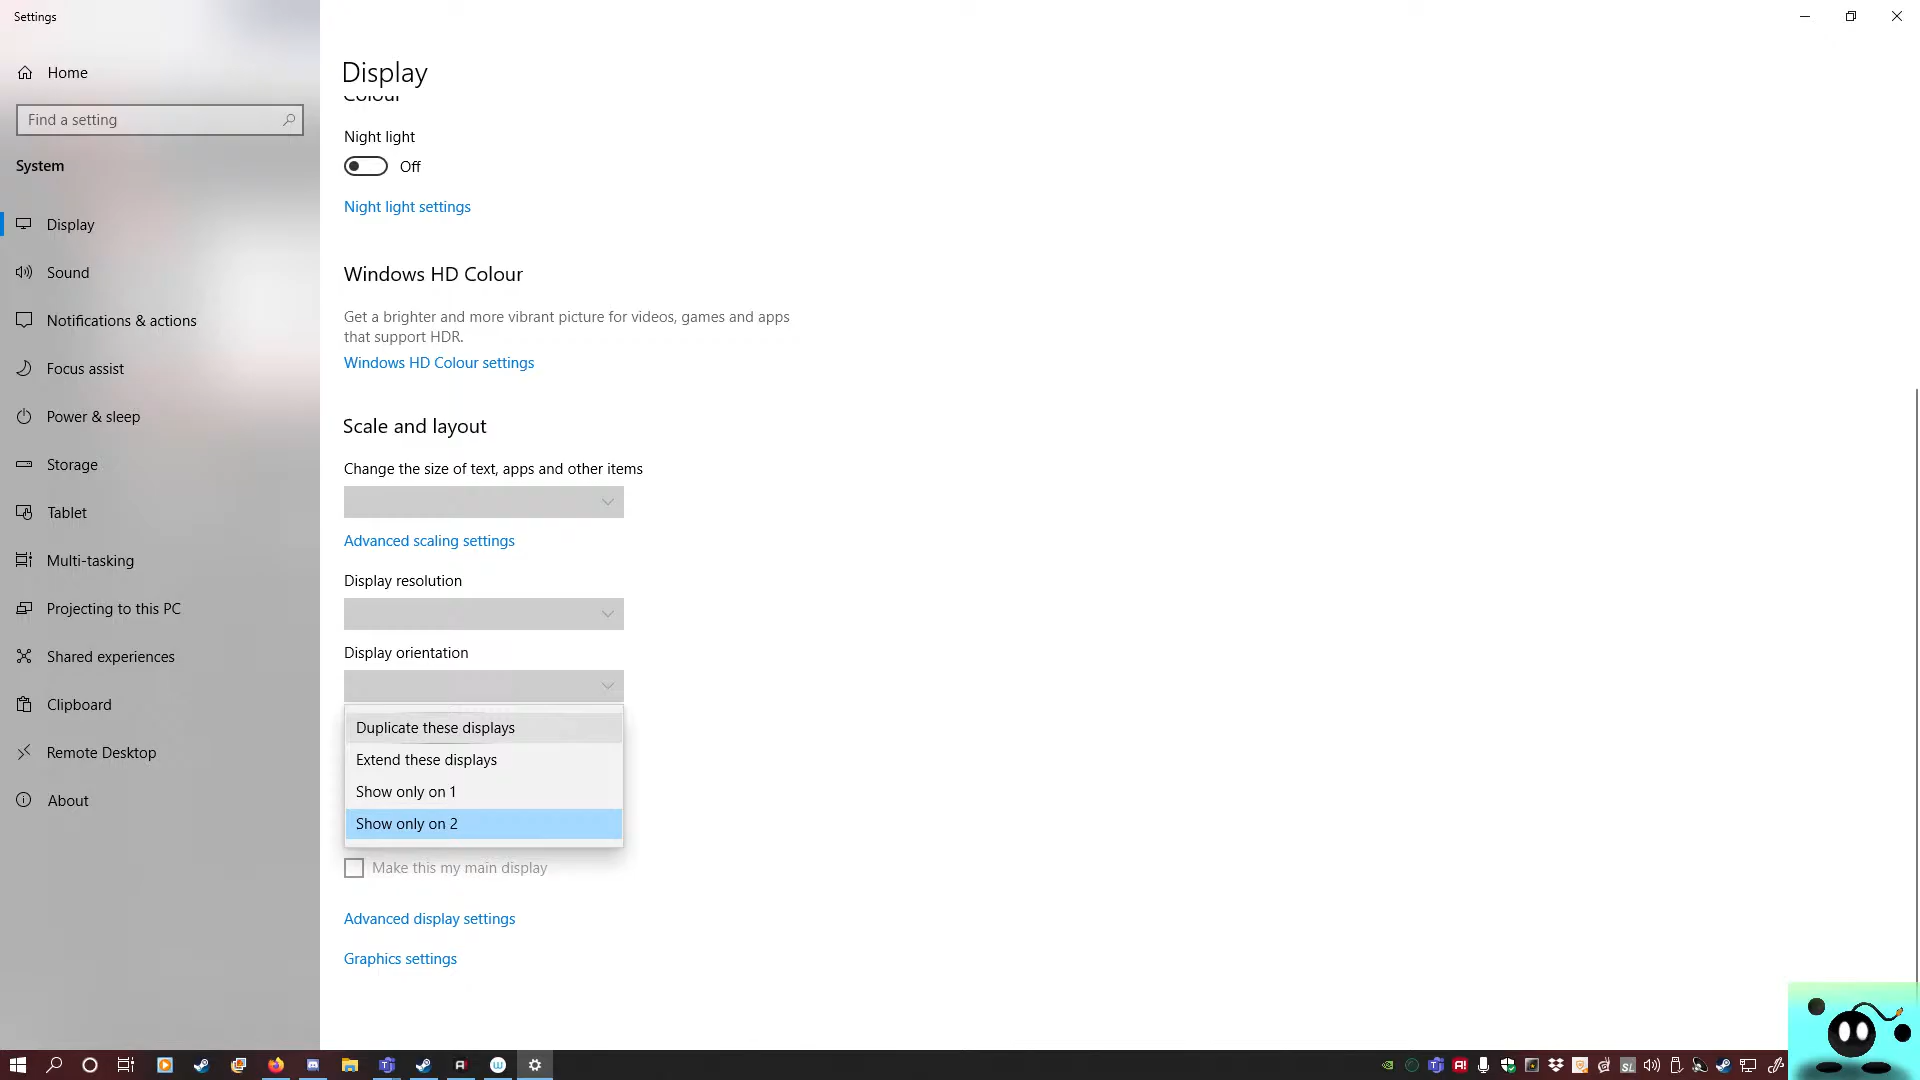 Settings
Home
Find a setting
System
Display
Sound
Notifications & actions
Focus assist
Power & sleep
Storage
Tablet
Multi-tasking
Projecting to this PC
Shared experiences
Clipboard
Remote Desktop
About
Display
Colour
Night light
Off
Night light settings
Windows HD Colour
Get a brighter and more vibrant picture for videos, games and apps
that support HDR.
Windows HD Colour settings
Scale and layout
Change the size of text, apps and other items
Advanced scaling settings
Display resolution
Display orientation
Duplicate these displays
Extend these displays
Show only on 1
Show only on 2
Make this my main display
Advanced display settings
Graphics settings